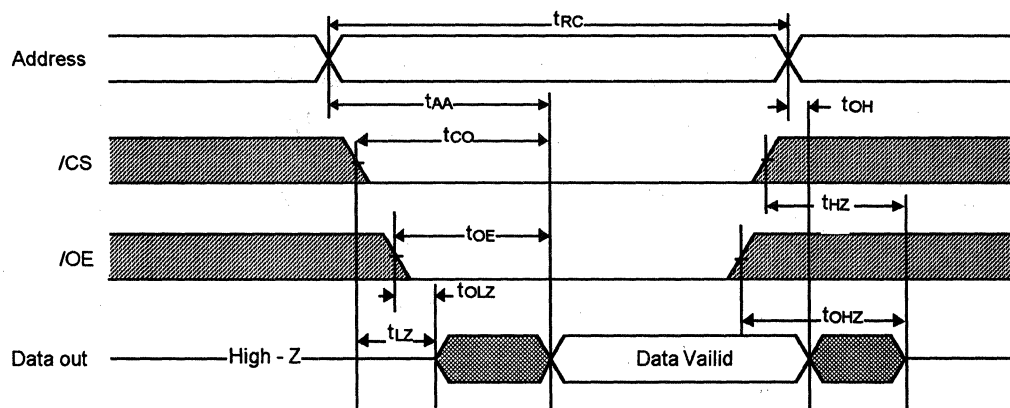 tRC
Address
tAA
tOH
tCO
/CS
tHZ
tOE
/OE
tOLZ
tOHZ
tLZ
Data out
High - Z
Data Vailid